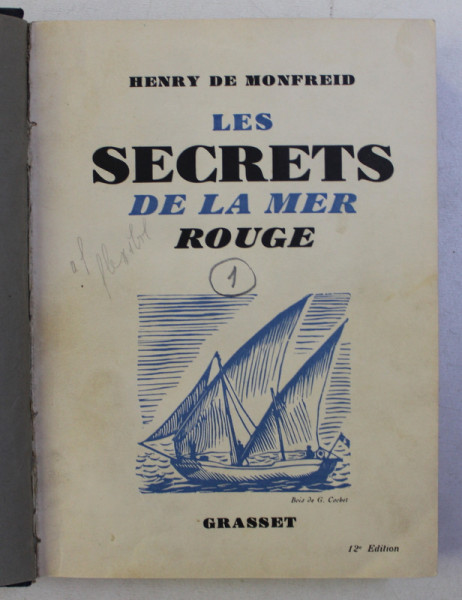 HENRY DE MONFREID
LES
SECRETS
DE LA MER
ROUGE
1
Bois de G. Cochet
GRASSET
12e Edition